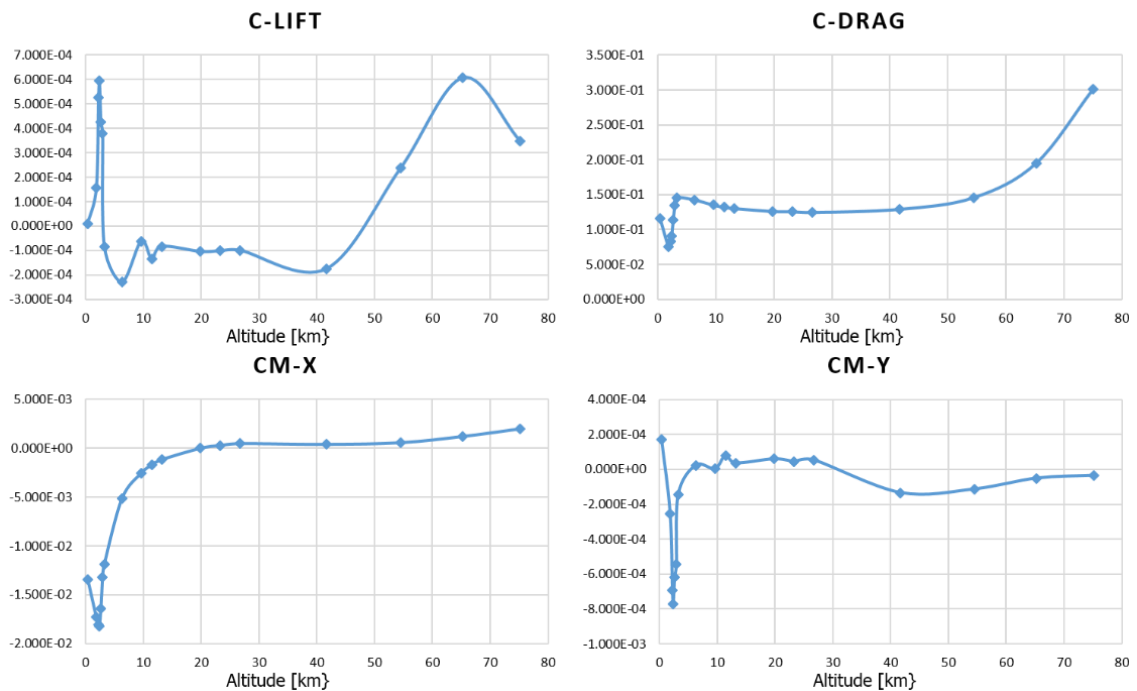 C-LIFT
7.000E-04
6.000E-04
5.000E-04
4.000E-04
3.000E-04
2.000E-04
1.000E-04
0.000E+00
-1.000E-04
-2.000E-04
-3.000E-04
0 10 20 30 40 50 60 70 80
Altitude [km}
C-DRAG
3.500E-01
3.000E-01
2.500E-01
2.000E-01
1.500E-01
1.000E-01
5.000E-02
0.000E+00
0 10 20 30 40 50 60 70 80
Altitude [km}
CM-X
5.000E-03
0.000E+00
-5.000E-03
-1.000E-02
-1.500E-02
-2.000E-02
0 10 20 30 40 50 60 70 80
Altitude [km}
CM-Y
4.000E-04
2.000E-04
0.000E+00
-2.000E-04
-4.000E-04
-6.000E-04
-8.000E-04
-1.000E-03
0 10 20 30 40 50 60 70 80
Altitude [km}